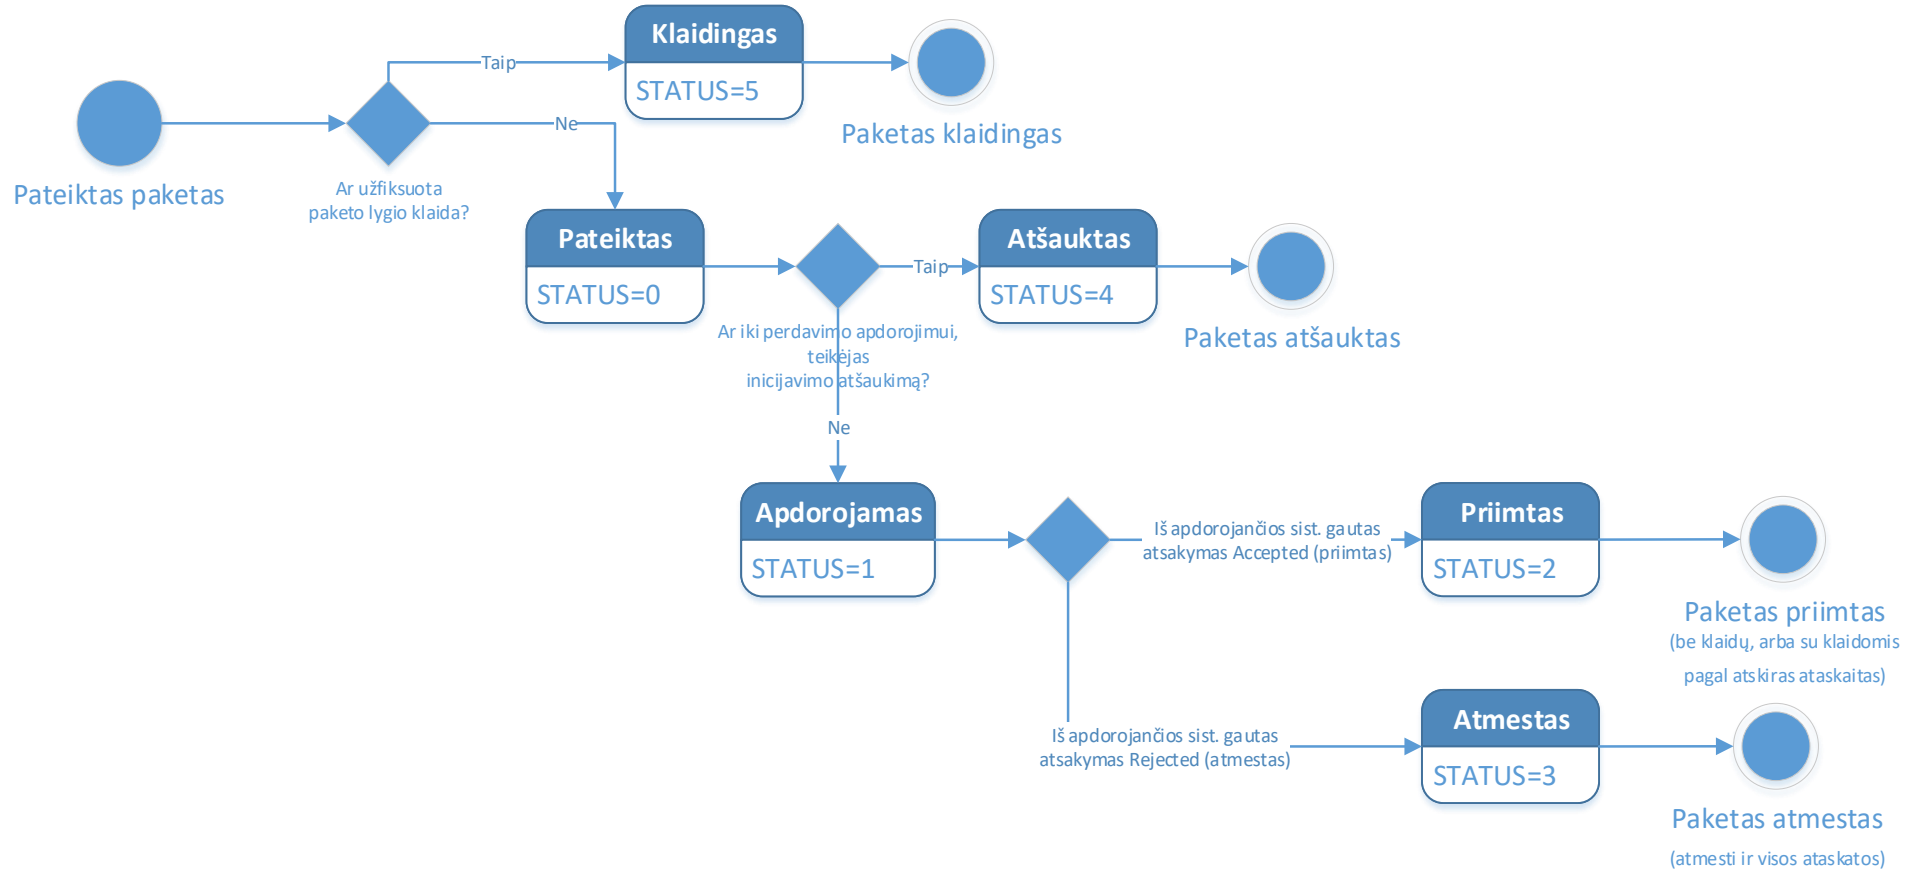 Klaidingas
STATUS=5
Taip
Paketas klaidingas
Ne
Pateiktas paketas
Ar užfiksuota
paketo lygio klaida?
Pateiktas
STATUS=0
Taip
Atšauktas
STATUS=4
Paketas atšauktas
Ar iki perdavimo apdorojimui,
teikėjas
inicijavimo atšaukimą?
Ne
Apdorojamas
STATUS=1
Iš apdorojančios sist. gautas
atsakymas Accepted (priimtas)
Priimtas
STATUS=2
Paketas priimtas
(be klaidų, arba su klaidomis
pagal atskiras ataskaitas)
Iš apdorojančios sist. gautas
atsakymas Rejected (atmestas)
Atmestas
STATUS=3
Paketas atmestas
(atmesti ir visos ataskatos)